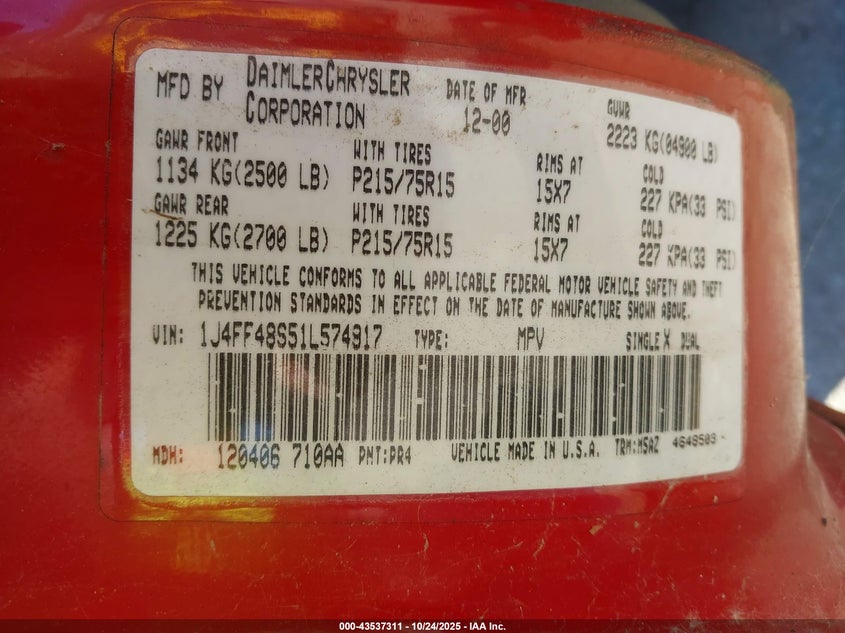 MFD BY DAIMLERCHRYSLER CORPORATION DATE OF MFR 12-00 GVWR 2223 KG(04900 LB)
GAWR FRONT WITH TIRES RIMS AT COLD
1134 KG(2500 LB) P215/75R15 15X7 227 KPA(33 PSI)
GAWR REAR WITH TIRES RIMS AT COLD
1225 KG(2700 LB) P215/75R15 15X7 227 KPA(33 PSI)
THIS VEHICLE CONFORMS TO ALL APPLICABLE FEDERAL MOTOR VEHICLE SAFETY AND THEFT
PREVENTION STANDARDS IN EFFECT ON THE DATE OF MANUFACTURE SHOWN ABOVE.
VIN: 1J4FF48S51L574917 TYPE: MPV SINGLE X DUAL
MDH: 120406 710AA PNT:PR4 VEHICLE MADE IN U.S.A. TRM:M5AZ 4648503
000-43537311 - 10/24/2025 - IAA Inc.